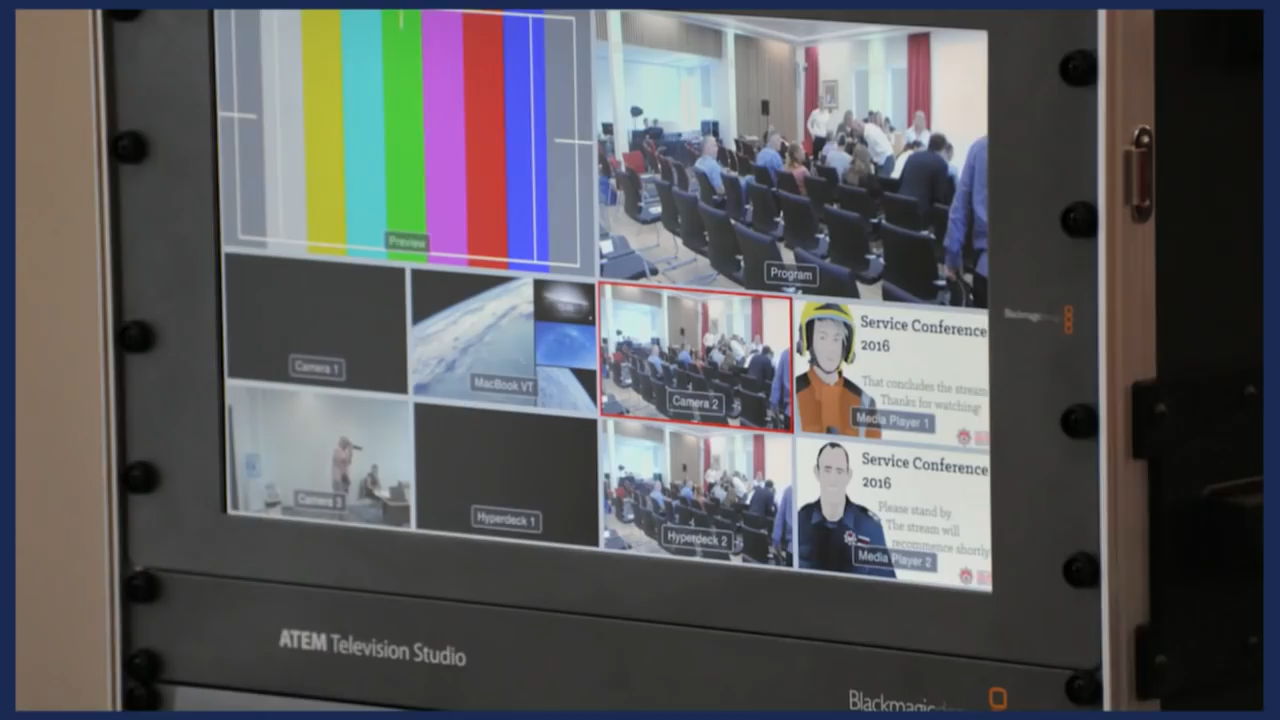 Preview
Program
Camera 1
MacBook VT
Camera 2
Service Conference
2016
That concludes the stream
Thanks for watching
Media Player 1
Camera 3
Hyperdeck 1
Hyperdeck 2
Service Conference
2016
Please stand by
The stream will
recommence shortly
Media Player 2
Blackmagic
ATEM Television Studio
Blackmagic